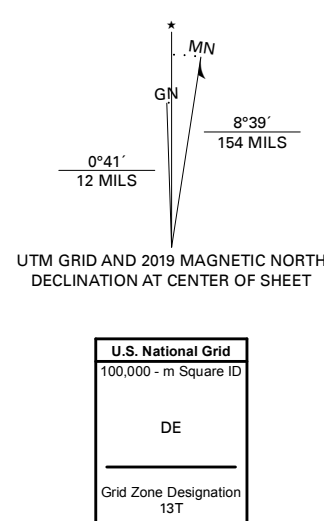 ★
MN
GN
8°39´
154 MILS
0°41´
12 MILS
UTM GRID AND 2019 MAGNETIC NORTH
DECLINATION AT CENTER OF SHEET
U.S. National Grid
100,000 - m Square ID
DE
Grid Zone Designation
13T